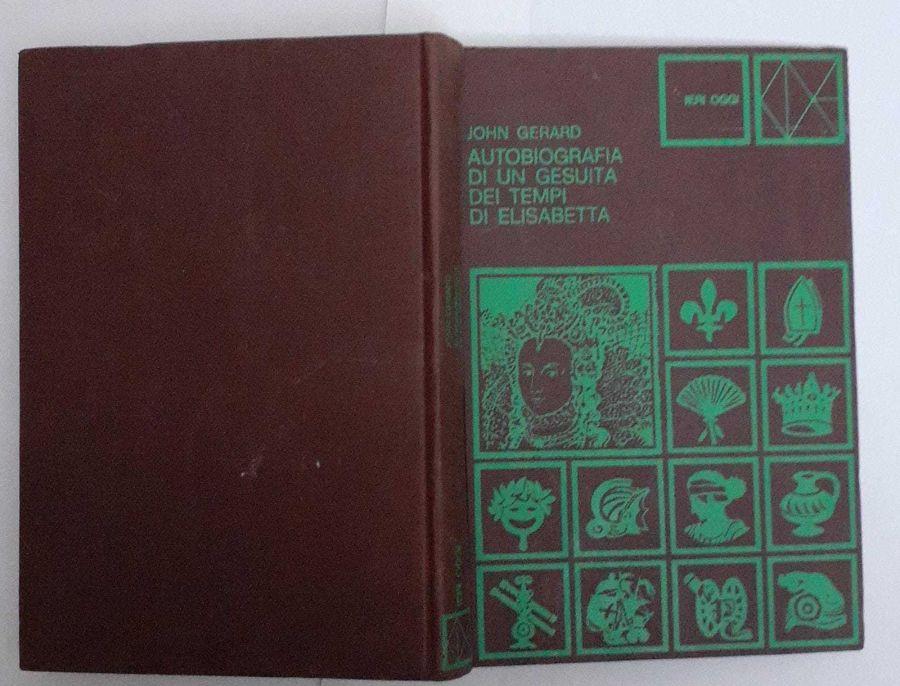 IERI OGGI
JOHN GERARD
AUTOBIOGRAFIA
DI UN GESUITA
DEI TEMPI
DI ELISABETTA